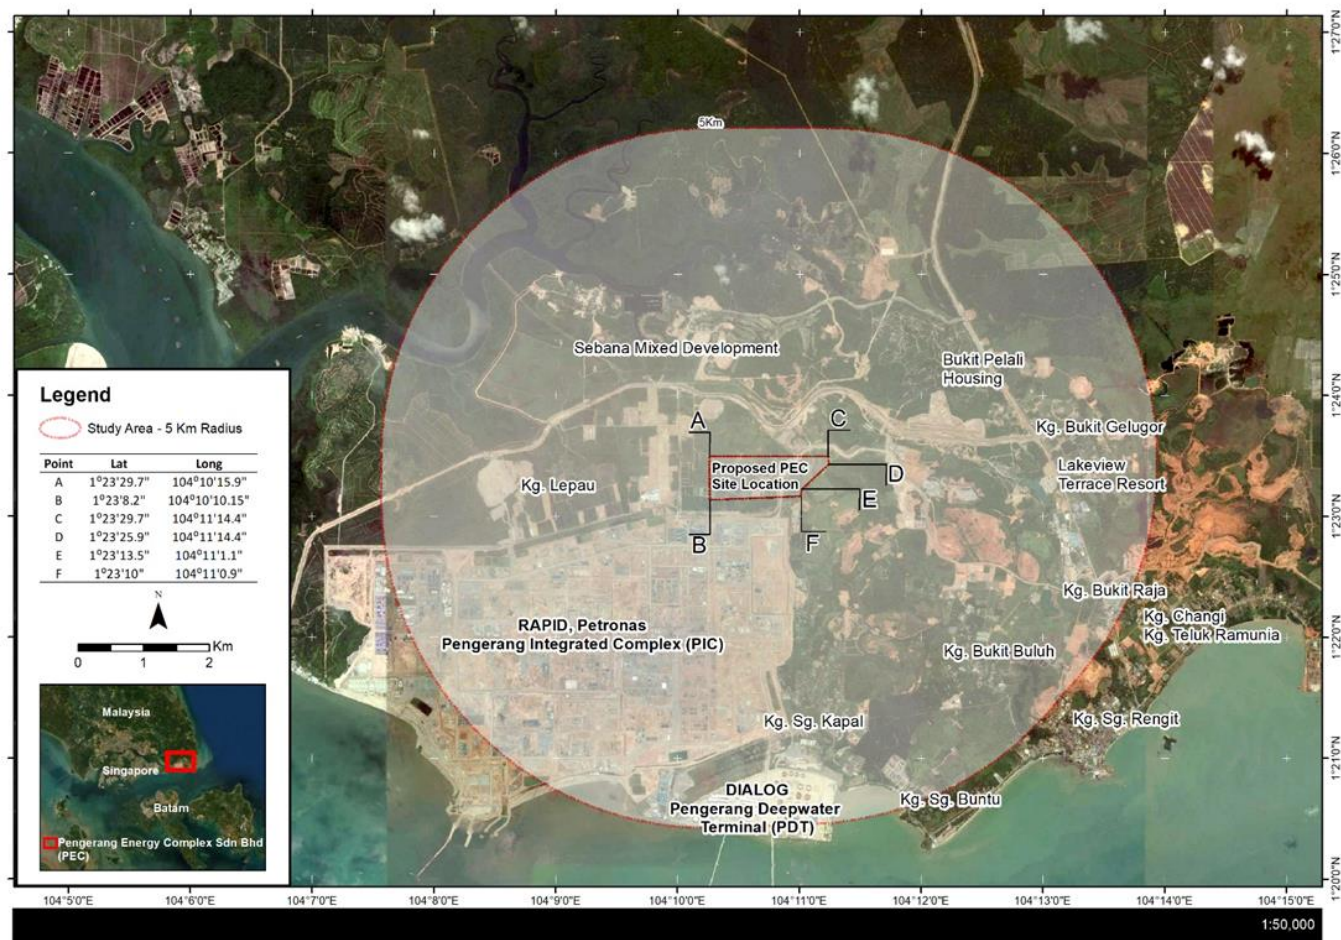 5Km
Sebana Mixed Development
Bukit Pelali
Housing
A
C
Kg. Bukit Gelugor
Proposed PEC
Site Location
D
Lakeview
Terrace Resort
Kg. Lepau
E
B
F
Kg. Bukit Raja
RAPID, Petronas
Pengerang Integrated Complex (PIC)
Kg. Changi
Kg. Teluk Ramunia
Kg. Bukit Buluh
Kg. Sg. Kapal
Kg. Sg. Rengit
DIALOG
Pengerang Deepwater
Terminal (PDT)
Kg. Sg. Buntu
Legend
Study Area - 5 Km Radius
Point Lat Long
A 1°23'29.7" 104°10'15.9"
B 1°23'8.2" 104°10'10.15"
C 1°23'29.7" 104°11'14.4"
D 1°23'25.9" 104°11'14.4"
E 1°23'13.5" 104°11'1.1"
F 1°23'10" 104°11'0.9"
N
Km
0 1 2
Malaysia
Singapore
Batam
Pengerang Energy Complex Sdn Bhd
(PEC)
1°27'0"N
1°26'0"N
1°25'0"N
1°24'0"N
1°23'0"N
1°22'0"N
1°21'0"N
1°20'0"N
104°5'0"E 104°6'0"E 104°7'0"E 104°8'0"E 104°9'0"E 104°10'0"E 104°11'0"E 104°12'0"E 104°13'0"E 104°14'0"E 104°15'0"E
1:50,000